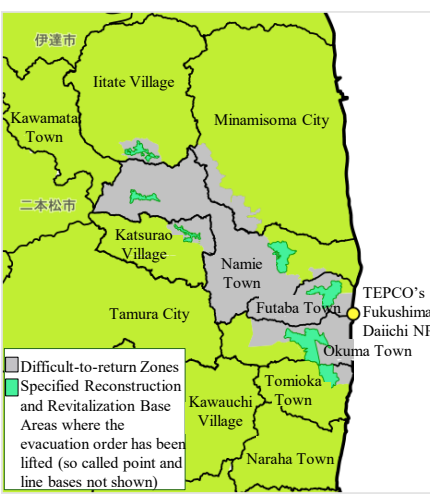 伊達市
Iitate Village
Kawamata
Town
Minamisoma City
二本松市
Katsurao
Village
Namie
Town
Tamura City
Futaba Town
TEPCO's
Fukushima
Daiichi NP
Okuma Town
Difficult-to-return Zones
Specified Reconstruction
and Revitalization Base
Areas where the
evacuation order has been
lifted (so called point and
line bases not shown)
Tomioka
Town
Kawauchi
Village
Naraha Town